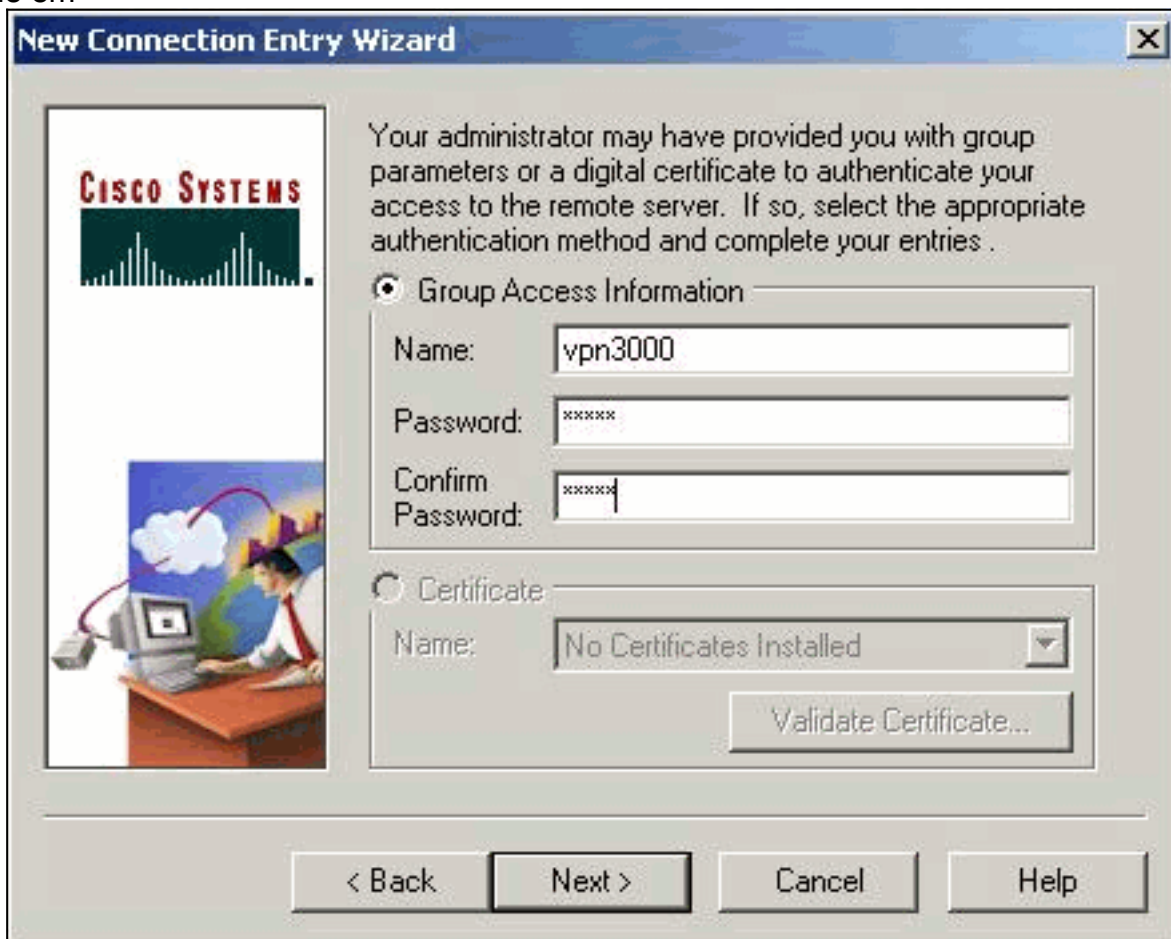 New Connection Entry Wizard
CISCO SYSTEMS
Your administrator may have provided you with group
parameters or a digital certificate to authenticate your
access to the remote server. If so, select the appropriate
authentication method and complete your entries .
Group Access Information
Name: vpn3000
Password: *****
Confirm
Password: *****
Certificate
Name: No Certificates Installed
Validate Certificate...
< Back Next > Cancel Help